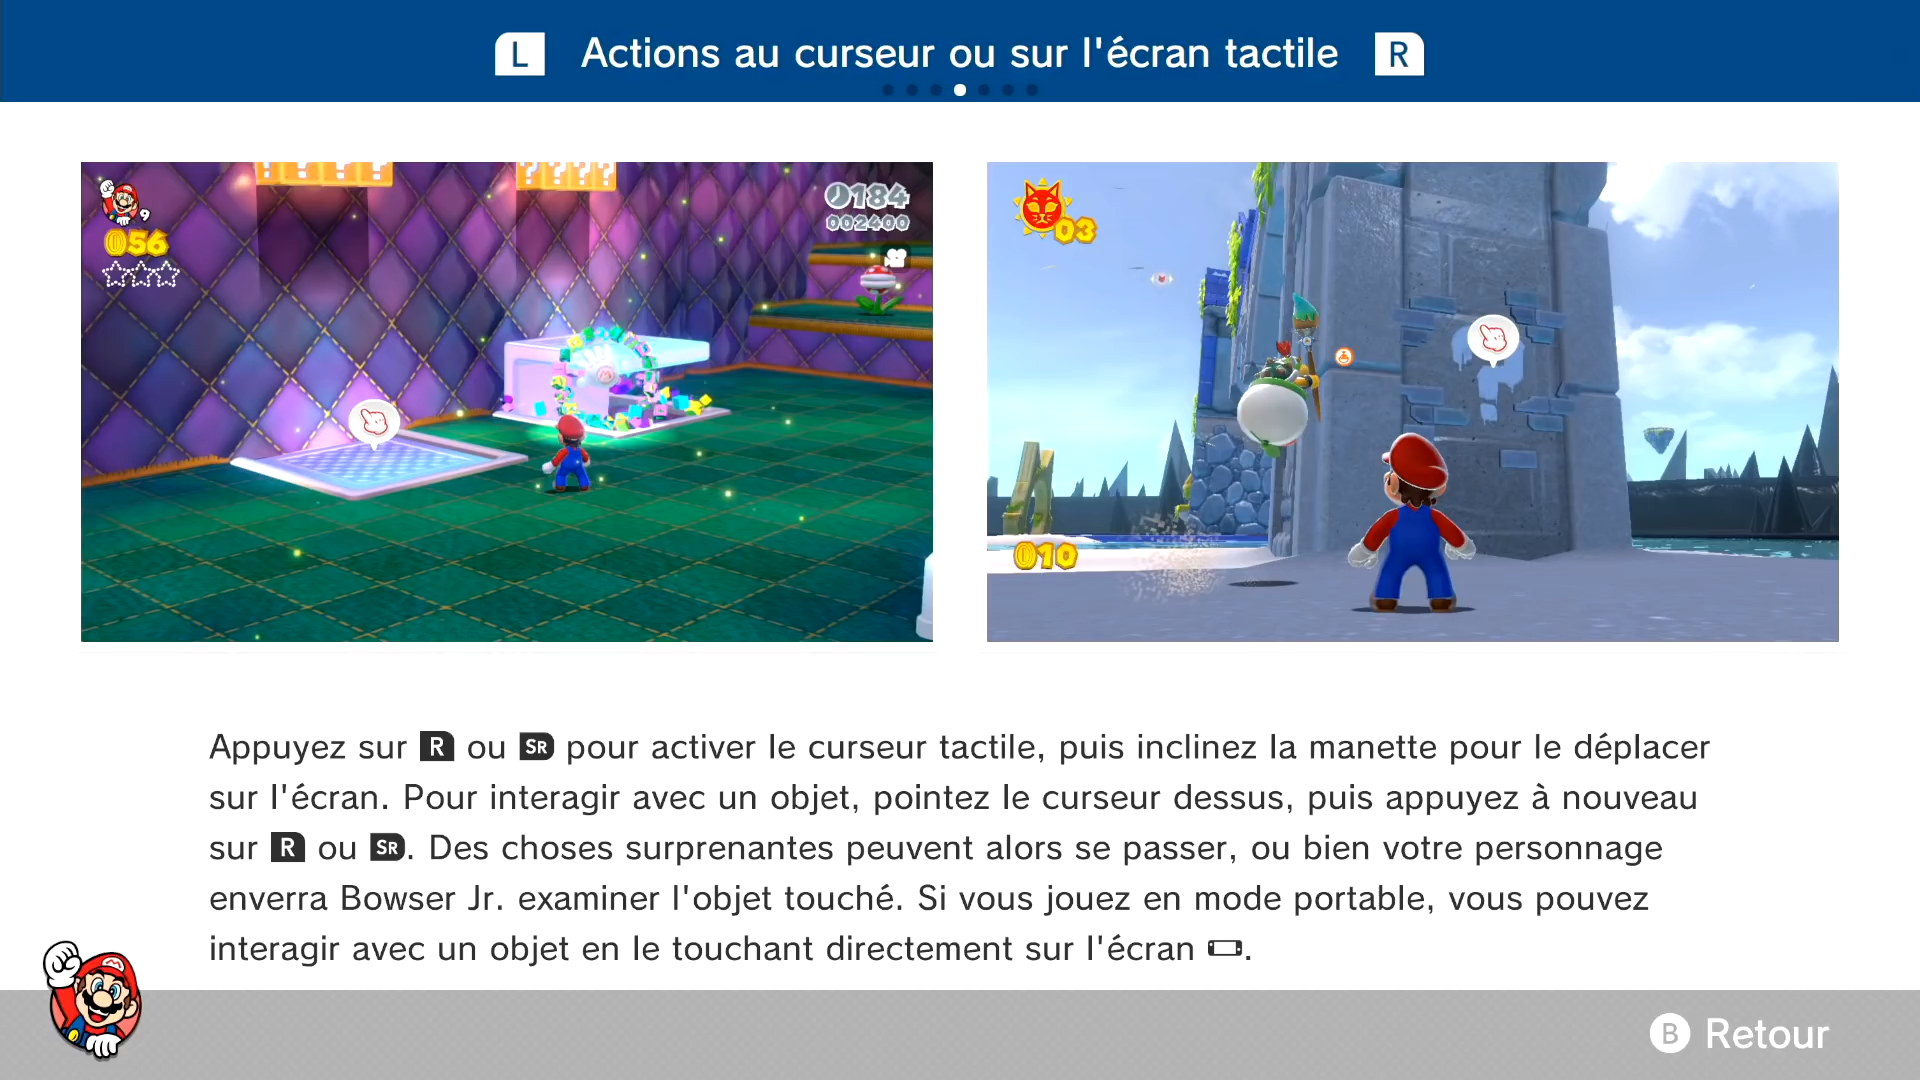 L Actions au curseur ou sur l'écran tactile R
9
184
056
002400
03
010
Appuyez sur R ou SR pour activer le curseur tactile, puis inclinez la manette pour le déplacer
sur l'écran. Pour interagir avec un objet, pointez le curseur dessus, puis appuyez à nouveau
sur R ou SR. Des choses surprenantes peuvent alors se passer, ou bien votre personnage
enverra Bowser Jr. examiner l'objet touché. Si vous jouez en mode portable, vous pouvez
interagir avec un objet en le touchant directement sur l'écran .
B Retour